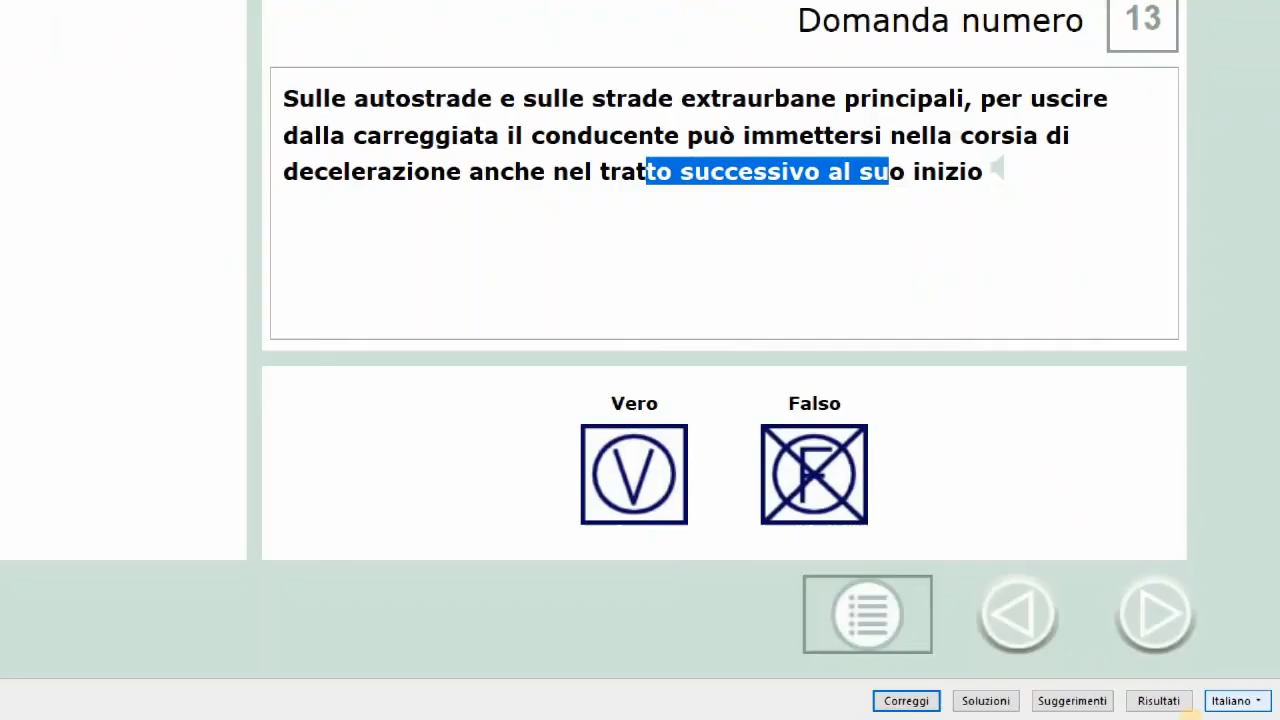 Domanda numero 13
Sulle autostrade e sulle strade extraurbane principali, per uscire
dalla carreggiata il conducente può immettersi nella corsia di
decelerazione anche nel tratto successivo al suo inizio
Vero Falso
V F
Correggi Soluzioni Suggerimenti Risultati Italiano